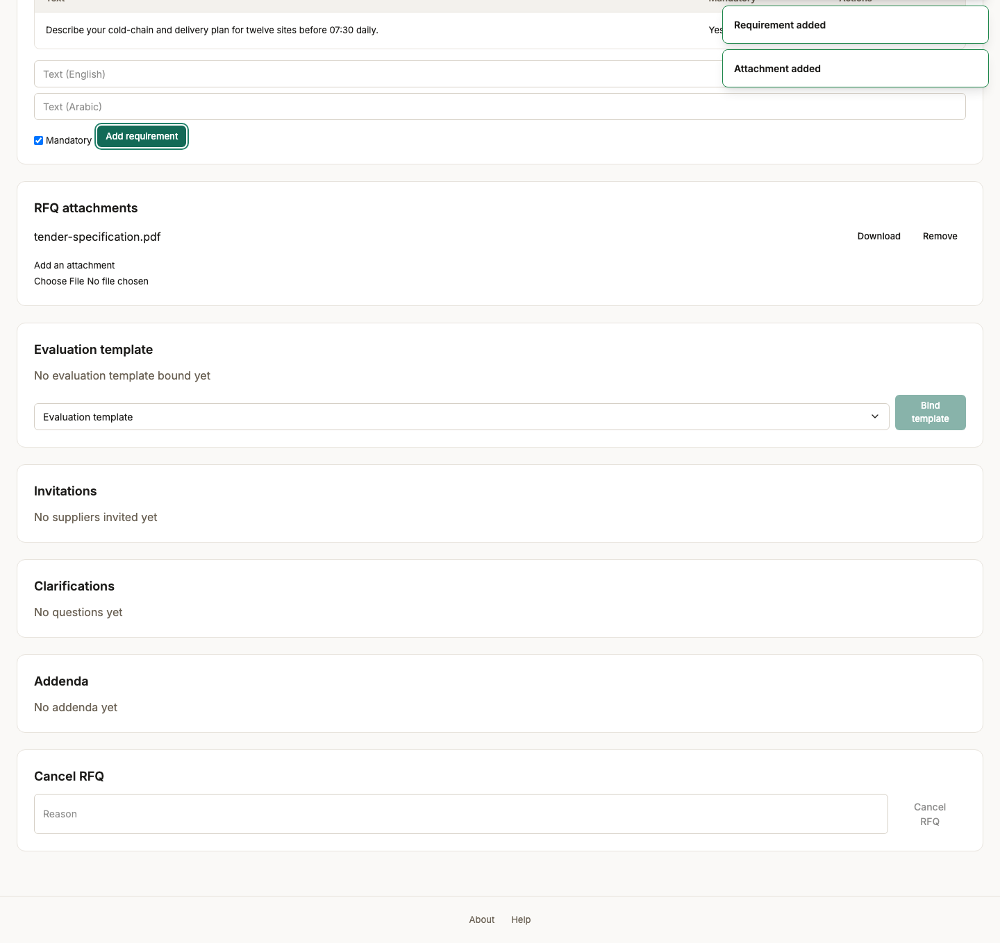 Requirement added
Describe your cold-chain and delivery plan for twelve sites before 07:30 daily.
Yes
Attachment added
Text (English)
Text (Arabic)
Mandatory
Add requirement
RFQ attachments
tender-specification.pdf
Download
Remove
Add an attachment
Choose File No file chosen
Evaluation template
No evaluation template bound yet
Evaluation template
Bind
template
Invitations
No suppliers invited yet
Clarifications
No questions yet
Addenda
No addenda yet
Cancel RFQ
Reason
Cancel
RFQ
About
Help